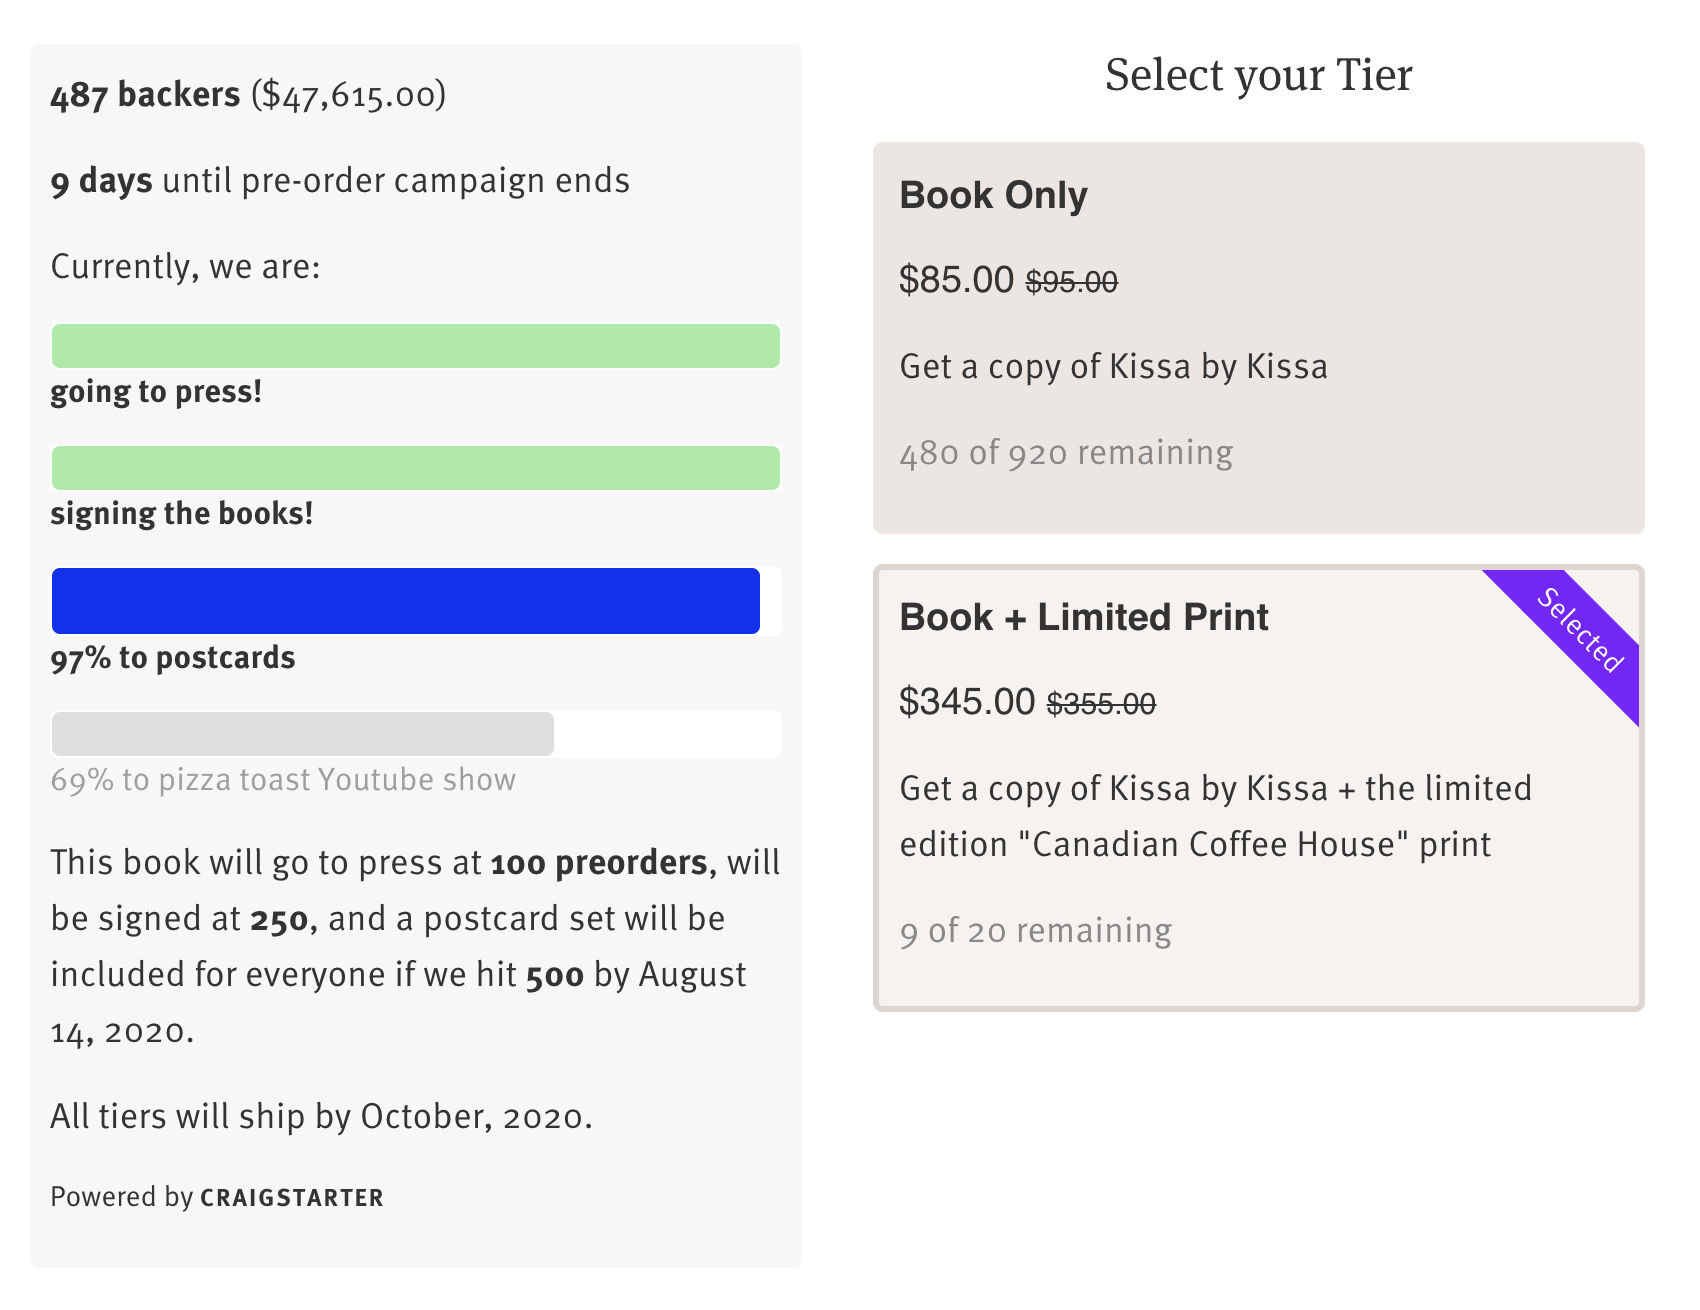 487 backers ($47,615.00)
9 days until pre-order campaign ends
Currently, we are:
going to press!
signing the books!
97% to postcards
69% to pizza toast Youtube show
This book will go to press at 100 preorders, will
be signed at 250, and a postcard set will be
included for everyone if we hit 500 by August
14, 2020.
All tiers will ship by October, 2020.
Powered by CRAIGSTARTER
Select your Tier
Book Only
$85.00 $95.00
Get a copy of Kissa by Kissa
480 of 920 remaining
Selected
Book + Limited Print
$345.00 $355.00
Get a copy of Kissa by Kissa + the limited
edition "Canadian Coffee House" print
9 of 20 remaining